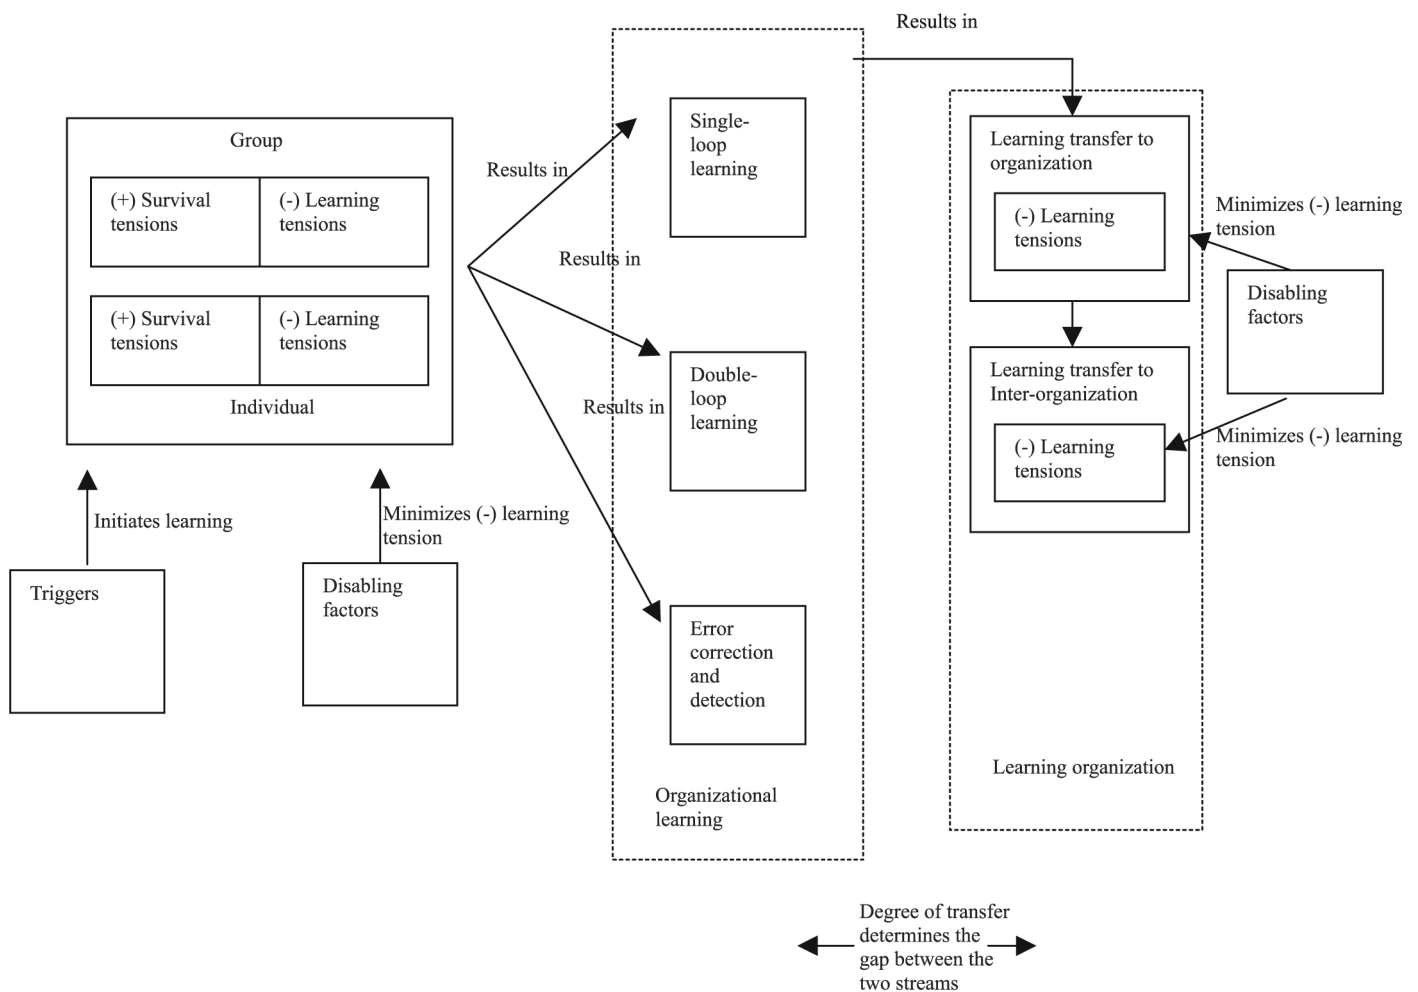 Results in
Group
(+) Survival
tensions
(-) Learning
tensions
(+) Survival
tensions
(-) Learning
tensions
Individual
Initiates learning
Minimizes (-) learning
tension
Triggers
Disabling
factors
Results in
Results in
Results in
Single-
loop
learning
Double-
loop
learning
Error
correction
and
detection
Organizational
learning
Learning transfer to
organization
(-) Learning
tensions
Learning transfer to
Inter-organization
(-) Learning
tensions
Learning organization
Minimizes (-) learning
tension
Disabling
factors
Minimizes (-) learning
tension
Degree of transfer
determines the
gap between the
two streams